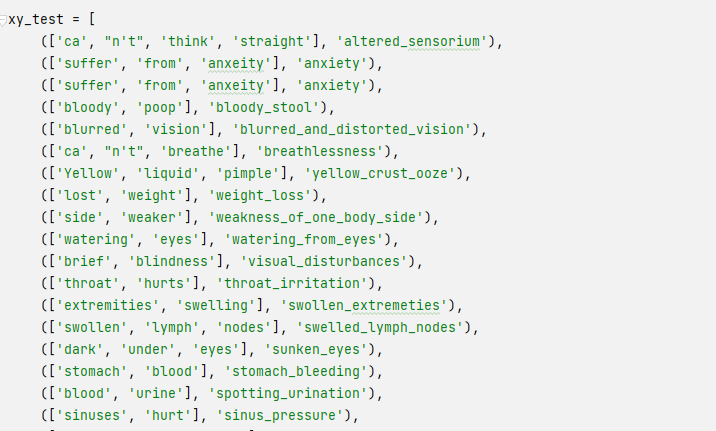 xy_test = [
(['ca', "n't", 'think', 'straight'], 'altered_sensorium'),
(['suffer', 'from', 'anxeity'], 'anxiety'),
(['suffer', 'from', 'anxeity'], 'anxiety'),
(['bloody', 'poop'], 'bloody_stool'),
(['blurred', 'vision'], 'blurred_and_distorted_vision'),
(['ca', "n't", 'breathe'], 'breathlessness'),
(['Yellow', 'liquid', 'pimple'], 'yellow_crust_ooze'),
(['lost', 'weight'], 'weight_loss'),
(['side', 'weaker'], 'weakness_of_one_body_side'),
(['watering', 'eyes'], 'watering_from_eyes'),
(['brief', 'blindness'], 'visual_disturbances'),
(['throat', 'hurts'], 'throat_irritation'),
(['extremities', 'swelling'], 'swollen_extremeties'),
(['swollen', 'lymph', 'nodes'], 'swelled_lymph_nodes'),
(['dark', 'under', 'eyes'], 'sunken_eyes'),
(['stomach', 'blood'], 'stomach_bleeding'),
(['blood', 'urine'], 'spotting_urination'),
(['sinuses', 'hurt'], 'sinus_pressure'),